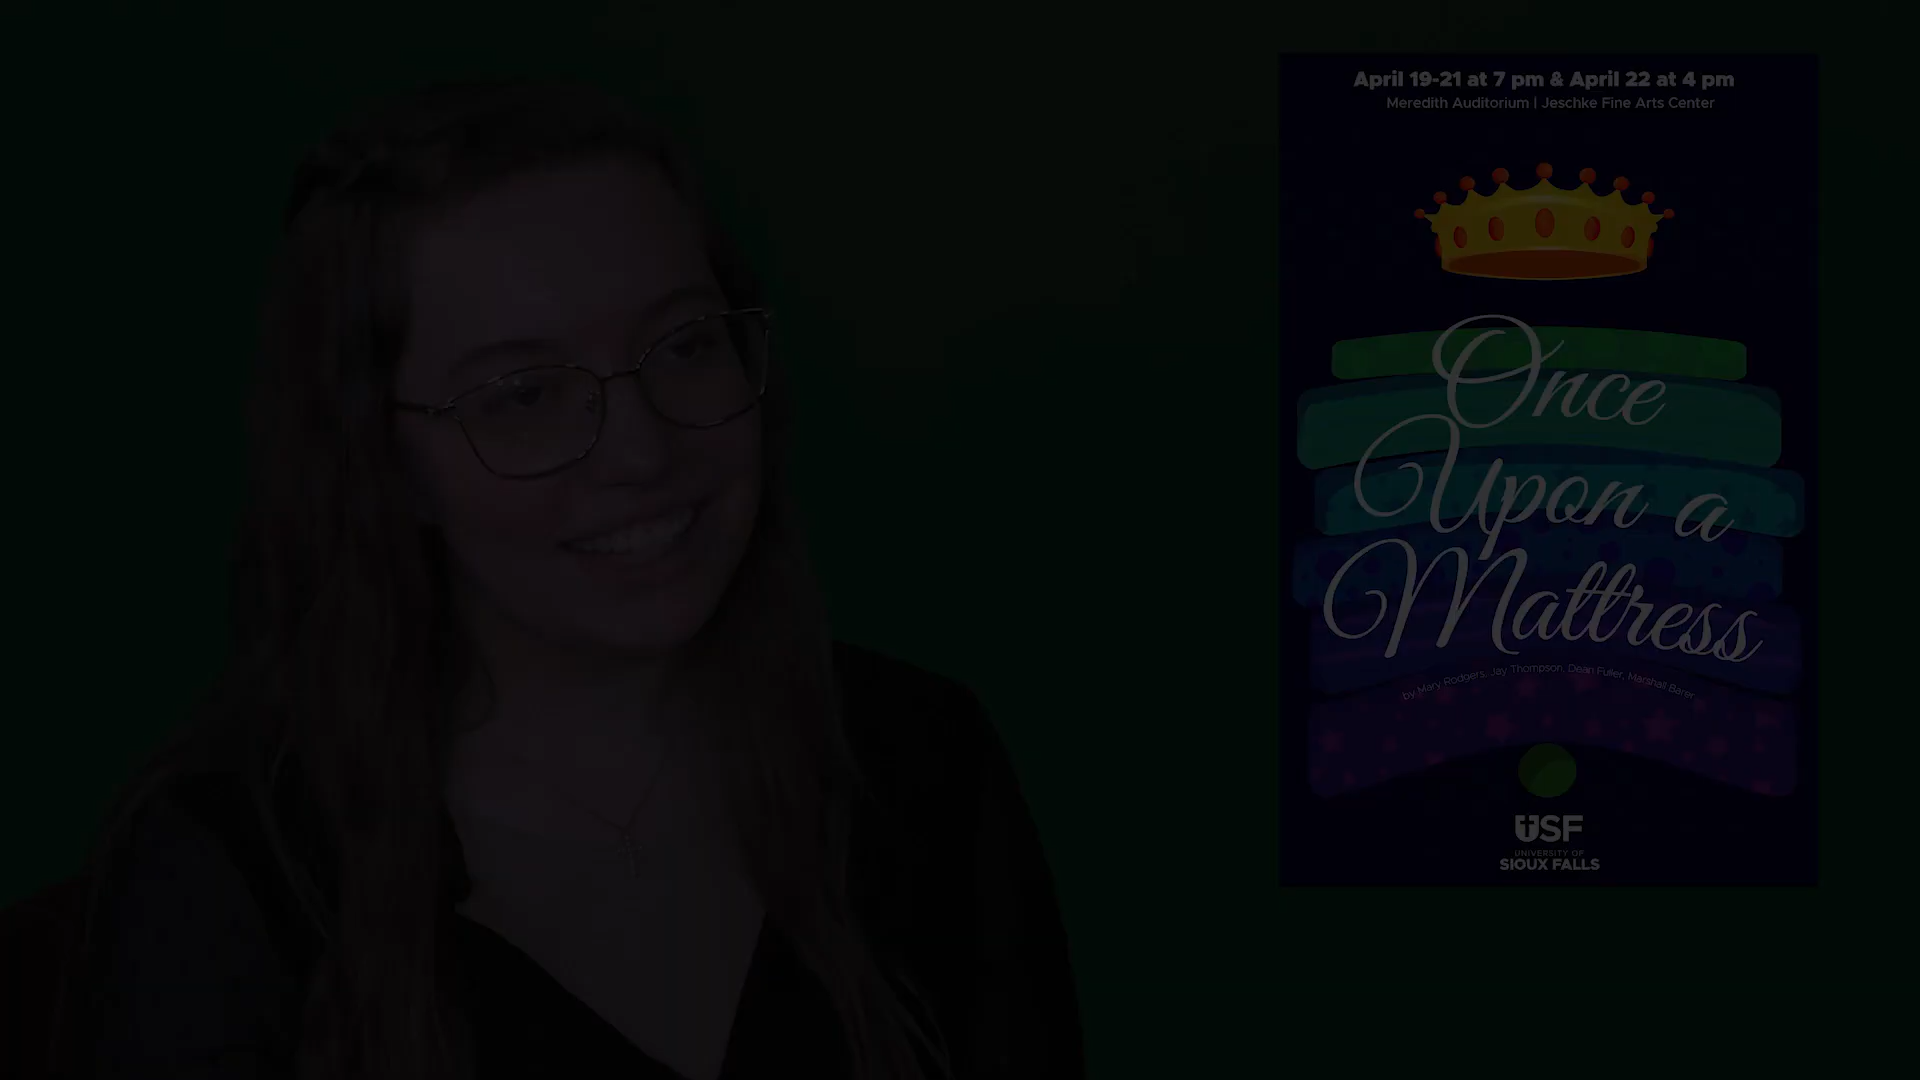 April 19-21 at 7 pm & April 22 at 4 pm
Meredith Auditorium | Jeschke Fine Arts Center
Once
Upon a
Mattress
by Mary Rodgers, Jay Thompson, Dean Fuller, Marshall Barer
USF
UNIVERSITY OF
SIOUX FALLS